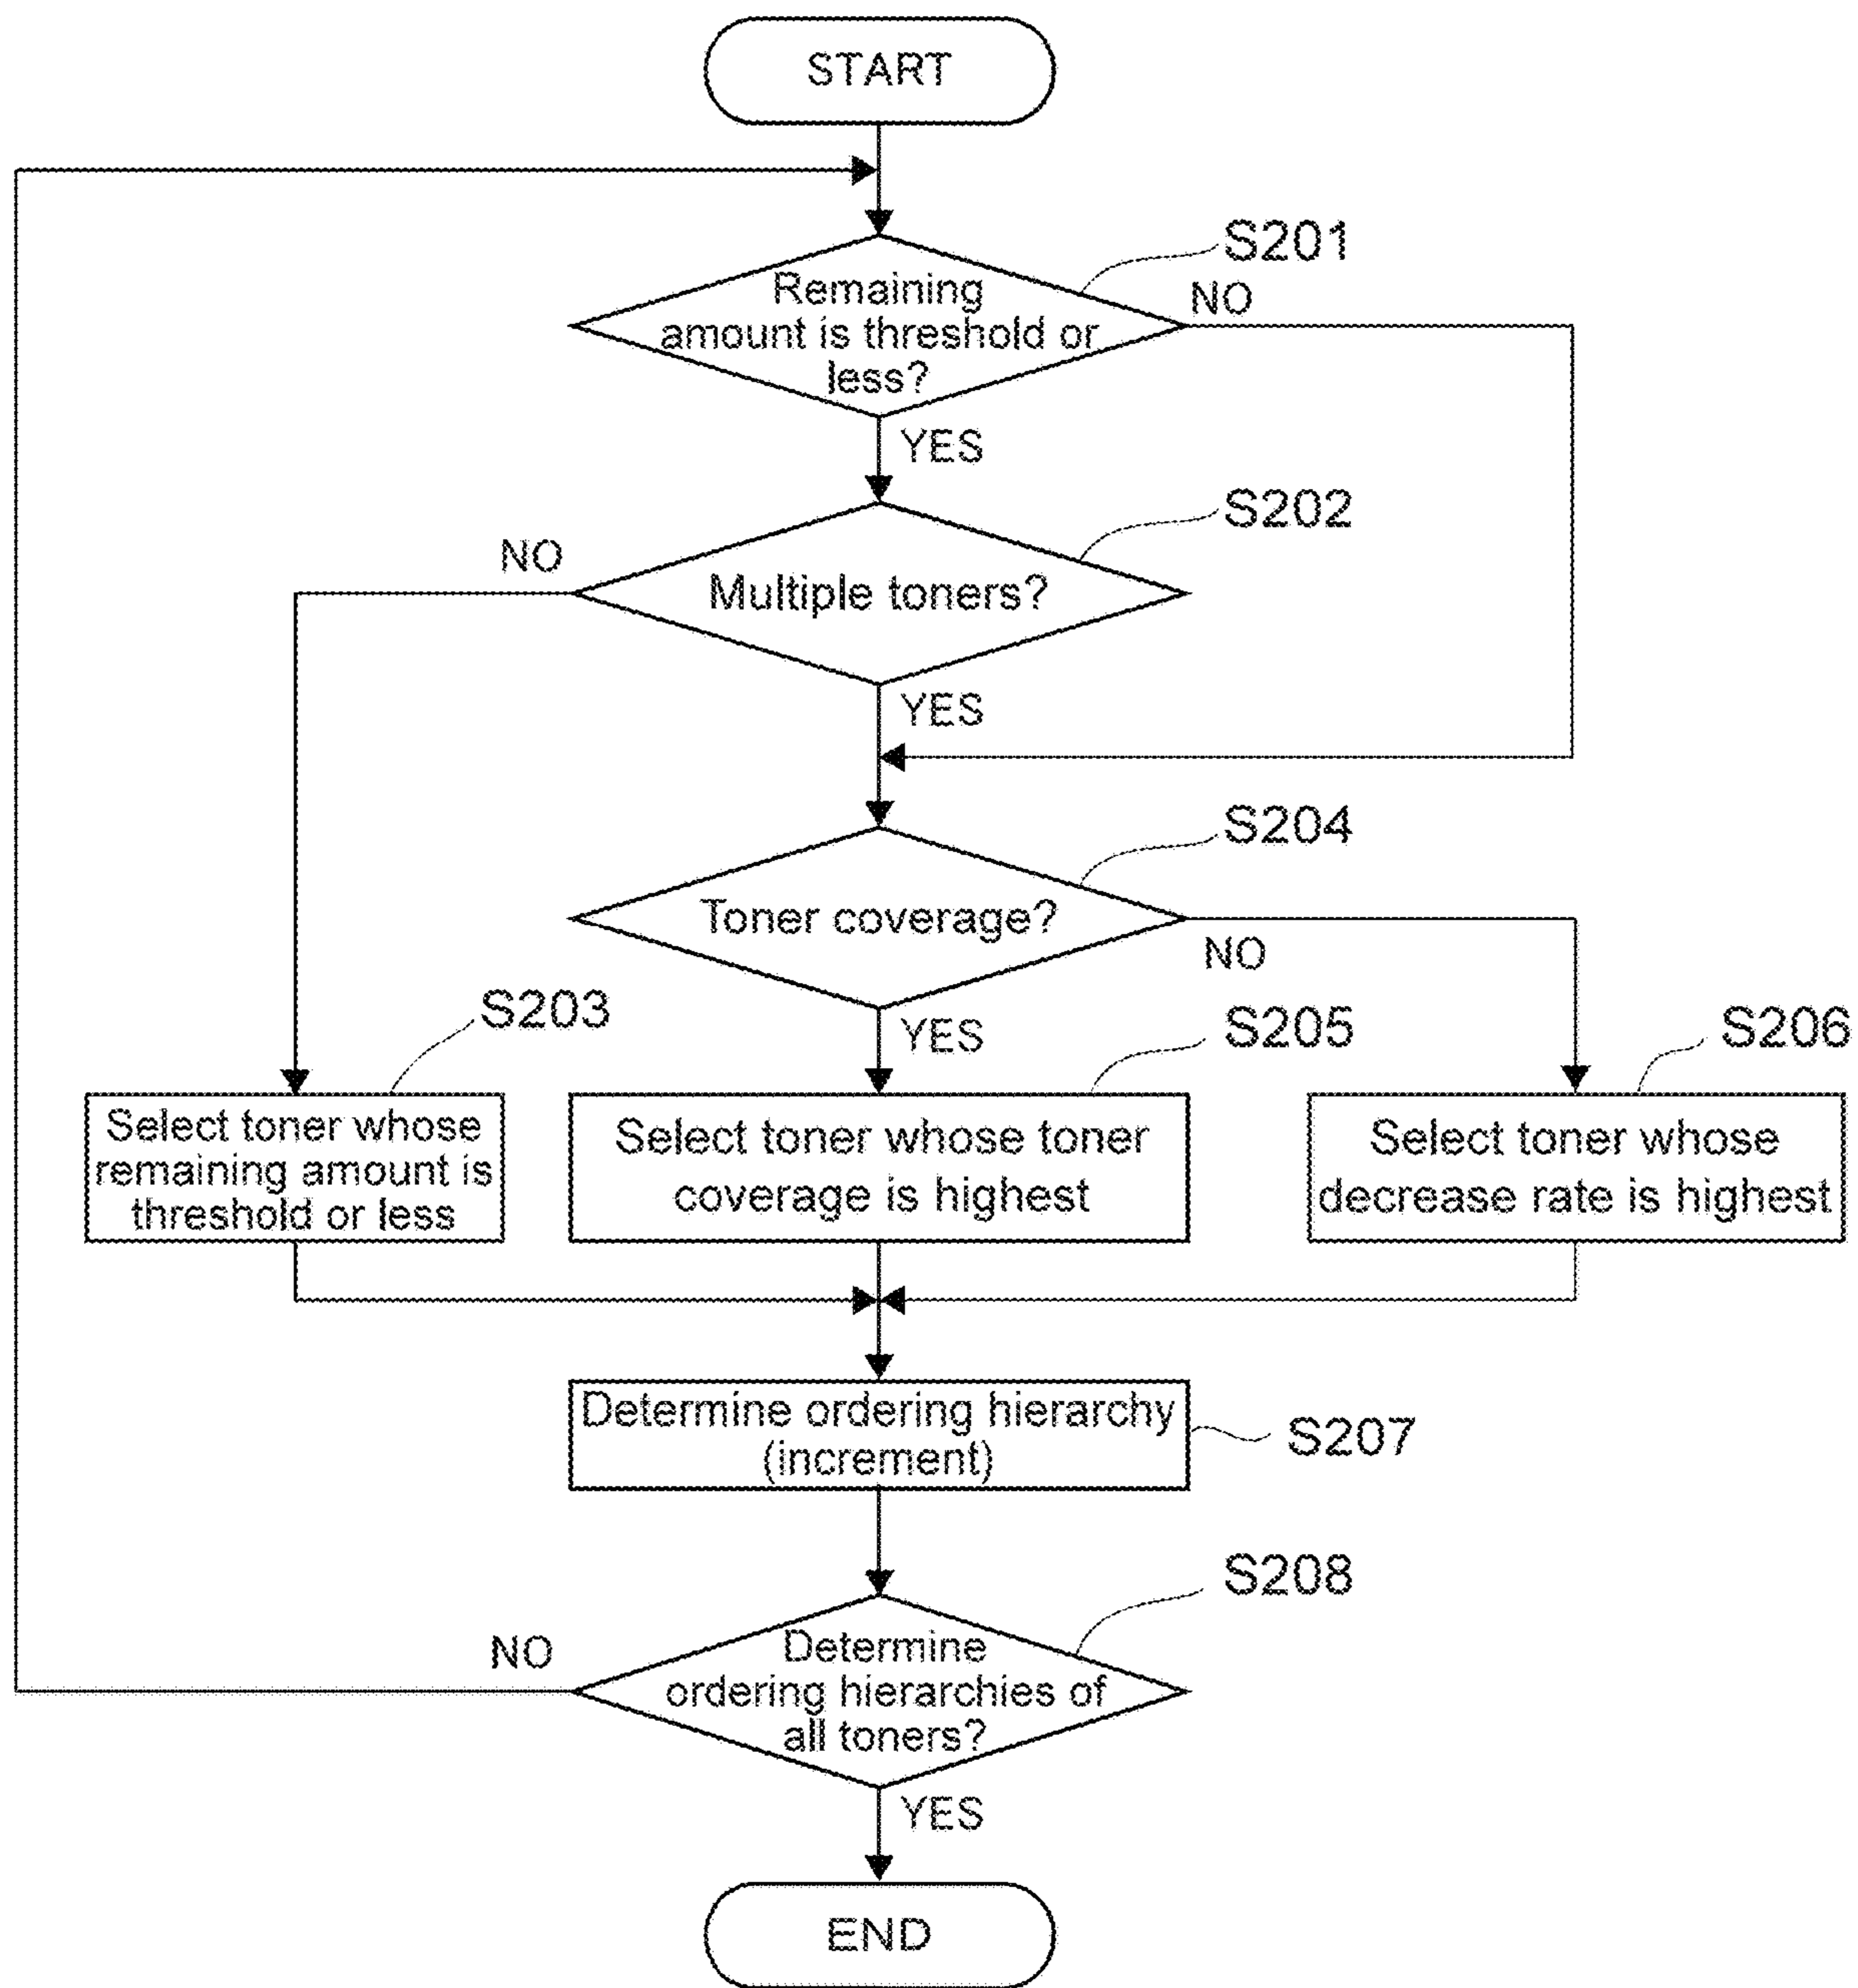 START
S201
Remaining
amount is threshold or
less?
NO
YES
S202
NO
Multiple toners?
YES
S204
Toner coverage?
NO
YES
S203
S205
S206
Select toner whose
remaining amount is
threshold or less
Select toner whose toner
coverage is highest
Select toner whose
decrease rate is highest
Determine ordering hierarchy
(increment)
S207
S208
NO
Determine
ordering hierarchies of
all toners?
YES
END